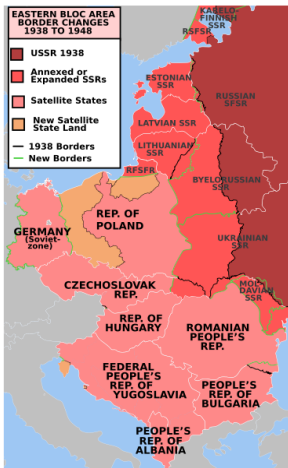 EASTERN BLOC AREA
BORDER CHANGES
1938 TO 1948
USSR 1938
Annexed or
Expanded SSRs
Satellite States
New Satellite
State Land
1938 Borders
New Borders
KARELO-
FINNISH
SSR
RSFSR
ESTONIAN
SSR
RUSSIAN
SFSR
LATVIAN SSR
LITHUANIAN
SSR
RSFSR
BYELORUSSIAN
SSR
REP. OF
POLAND
GERMANY
(Soviet-
zone)
UKRAINIAN
SSR
CZECHOSLOVAK
REP.
MOL-
DAVIAN
SSR
REP. OF
HUNGARY
ROMANIAN
PEOPLE'S
REP.
FEDERAL
PEOPLE'S
REP. OF
YUGOSLAVIA
PEOPLE'S
REP. OF
BULGARIA
PEOPLE'S
REP. OF
ALBANIA